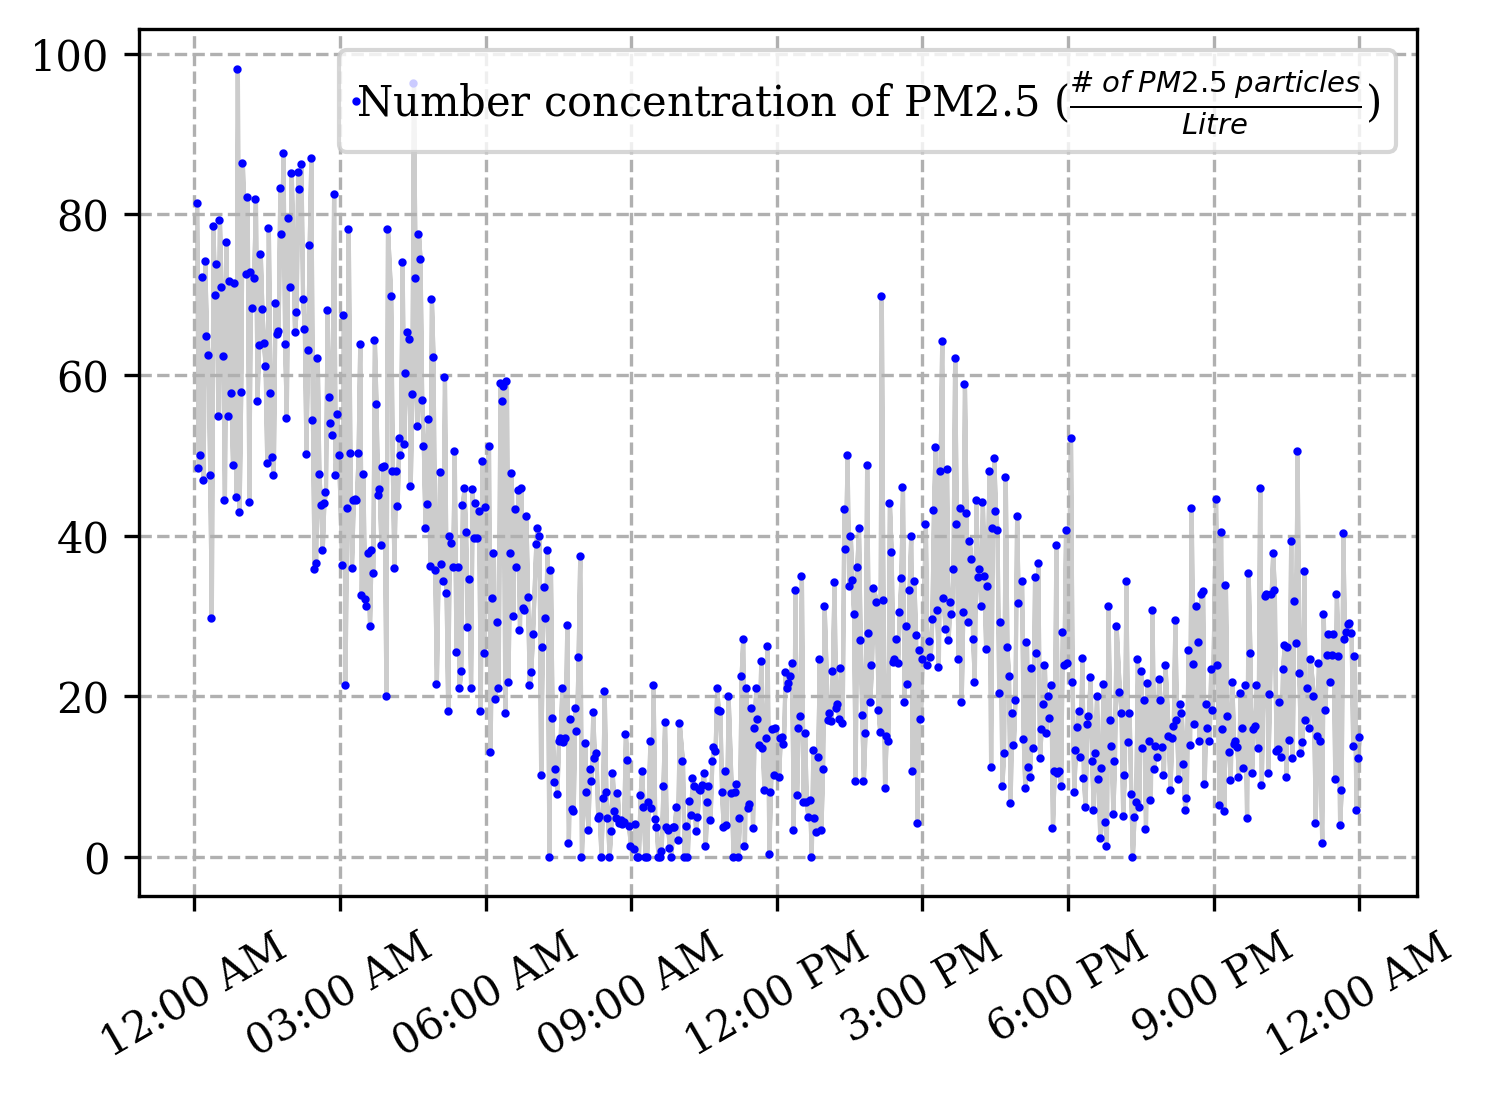 100
80
60
40
20
0
Number concentration of PM2.5 (# of PM2.5 particles / Litre)
12:00 AM
03:00 AM
06:00 AM
09:00 AM
12:00 PM
3:00 PM
6:00 PM
9:00 PM
12:00 AM